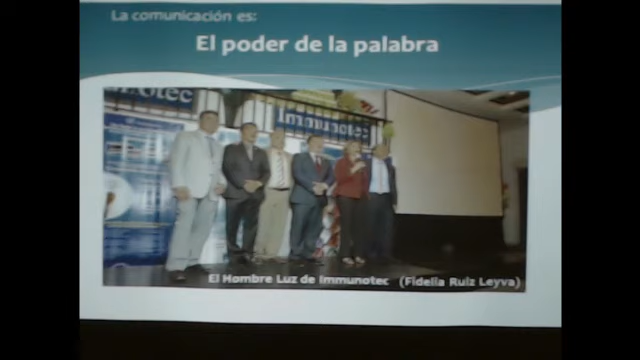 La comunicación es:
El poder de la palabra
Immunotec
El Hombre Luz de Immunotec (Fidelia Ruiz Leyva)